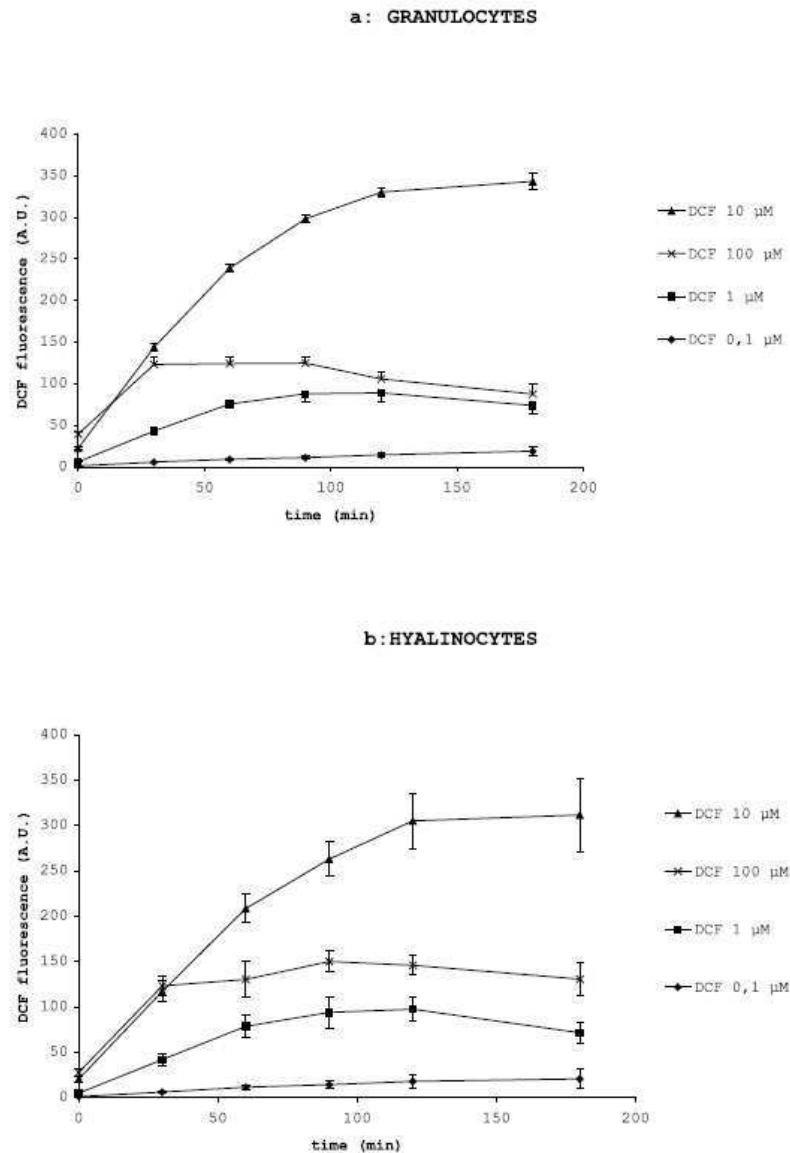 a: GRANULOCYTES
400
350
300
250
200
150
100
50
0
DCF fluorescence (A.U.)
0 50 100 150 200
time (min)
DCF 10 µM
DCF 100 µM
DCF 1 µM
DCF 0,1 µM
b:HYALINOCYTES
400
350
300
250
200
150
100
50
0
DCF fluorescence (A.U.)
0 50 100 150 200
time (min)
DCF 10 µM
DCF 100 µM
DCF 1 µM
DCF 0,1 µM